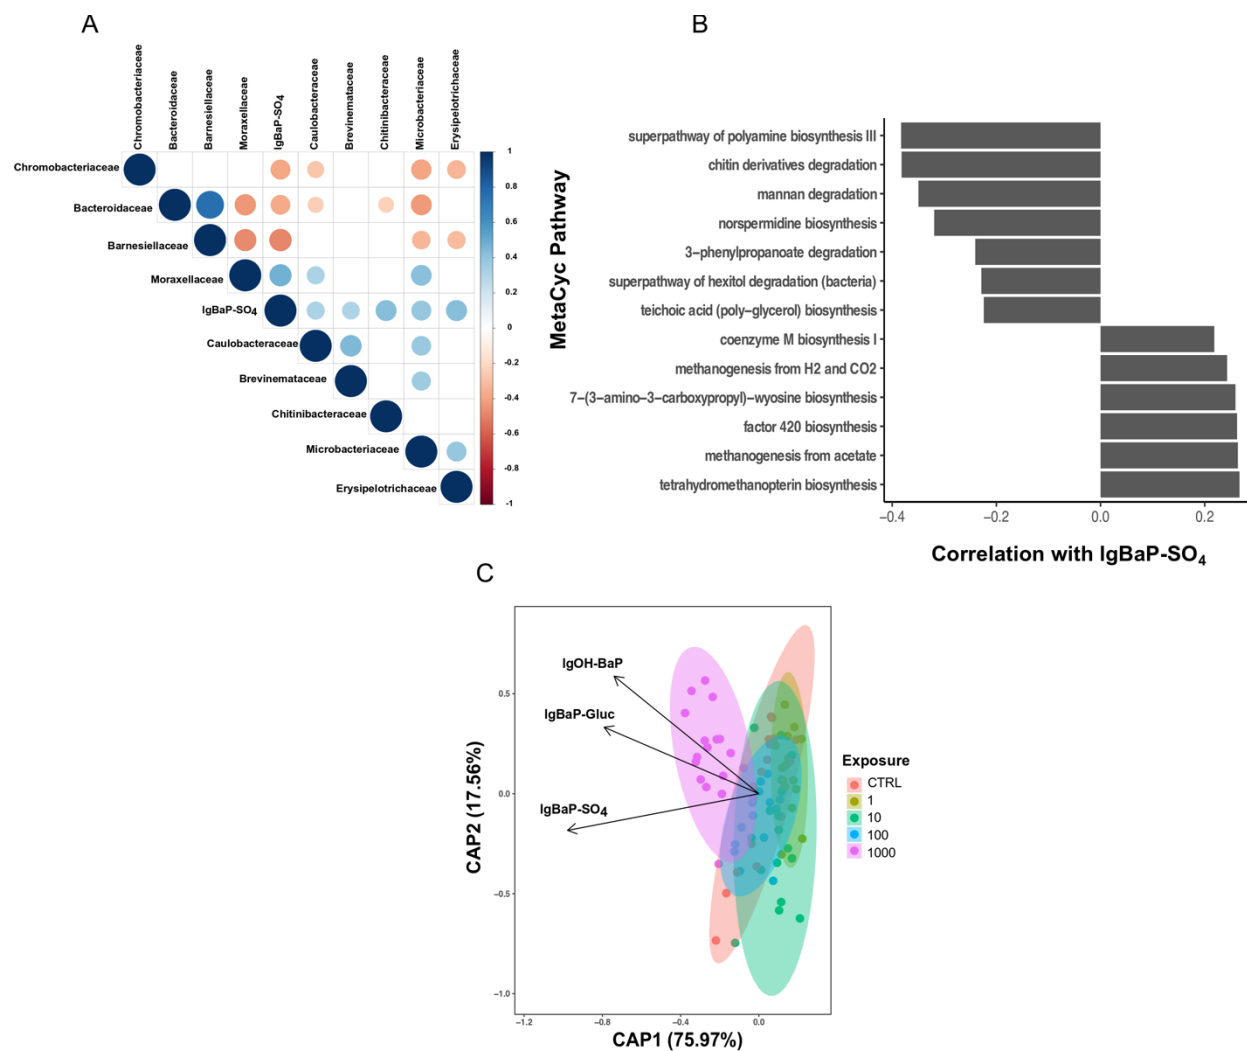 A
Chromobacteriaceae
Bacteroidaceae
Barnesiellaceae
Moraxellaceae
lgBaP-SO4
Caulobacteraceae
Brevinemataceae
Chitinibacteraceae
Microbacteriaceae
Erysipelotrichaceae
Chromobacteriaceae
Bacteroidaceae
Barnesiellaceae
Moraxellaceae
lgBaP-SO₄
Caulobacteraceae
Brevinemataceae
Chitinibacteraceae
Microbacteriaceae
Erysipelotrichaceae
1
0.8
0.6
0.4
0.2
0
-0.2
-0.4
-0.6
-0.8
-1
B
MetaCyc Pathway
superpathway of polyamine biosynthesis III
chitin derivatives degradation
mannan degradation
norspermidine biosynthesis
3−phenylpropanoate degradation
superpathway of hexitol degradation (bacteria)
teichoic acid (poly−glycerol) biosynthesis
coenzyme M biosynthesis I
methanogenesis from H2 and CO2
7−(3−amino−3−carboxypropyl)−wyosine biosynthesis
factor 420 biosynthesis
methanogenesis from acetate
tetrahydromethanopterin biosynthesis
−0.4 −0.2 0.0 0.2
Correlation with lgBaP-SO₄
C
CAP2 (17.56%)
0.5
0.0
−0.5
−1.0
lgOH-BaP
lgBaP-Gluc
lgBaP-SO₄
−1.2 −0.8 −0.4 0.0
CAP1 (75.97%)
Exposure
CTRL
1
10
100
1000